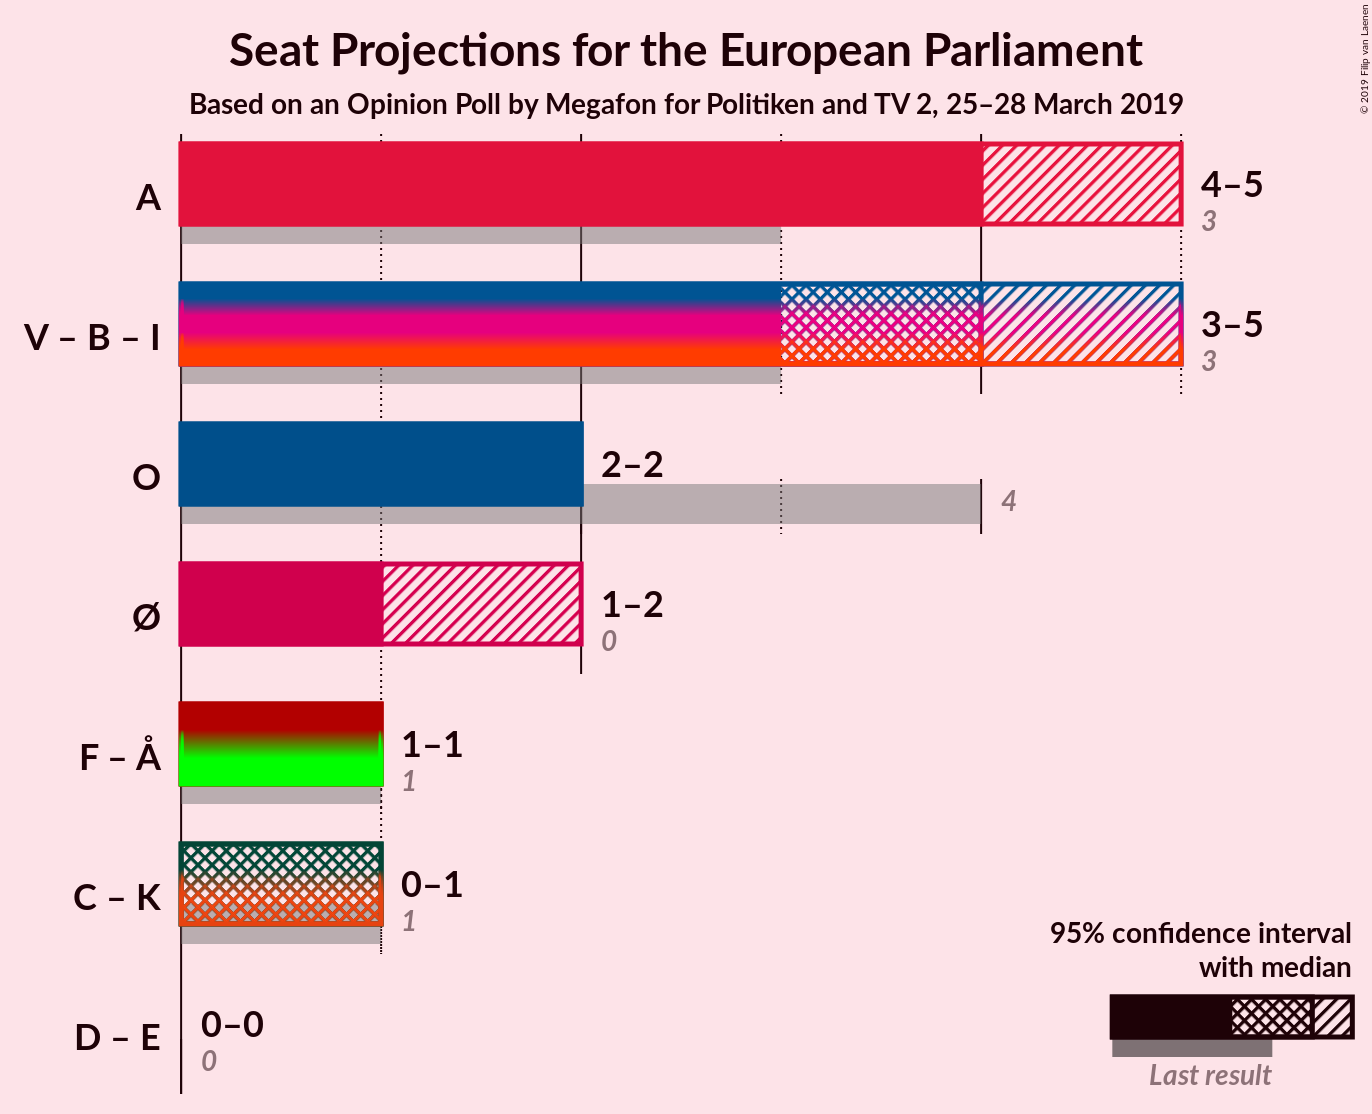 Seat Projections for the European Parliament
Based on an Opinion Poll by Megafon for Politiken and TV 2, 25–28 March 2019
© 2019 Filip van Laenen
A
4–5
3
V – B – I
3–5
3
O
2–2
4
Ø
1–2
0
F – Å
1–1
1
C – K
0–1
1
D – E
0–0
0
95% confidence interval
with median
Last result